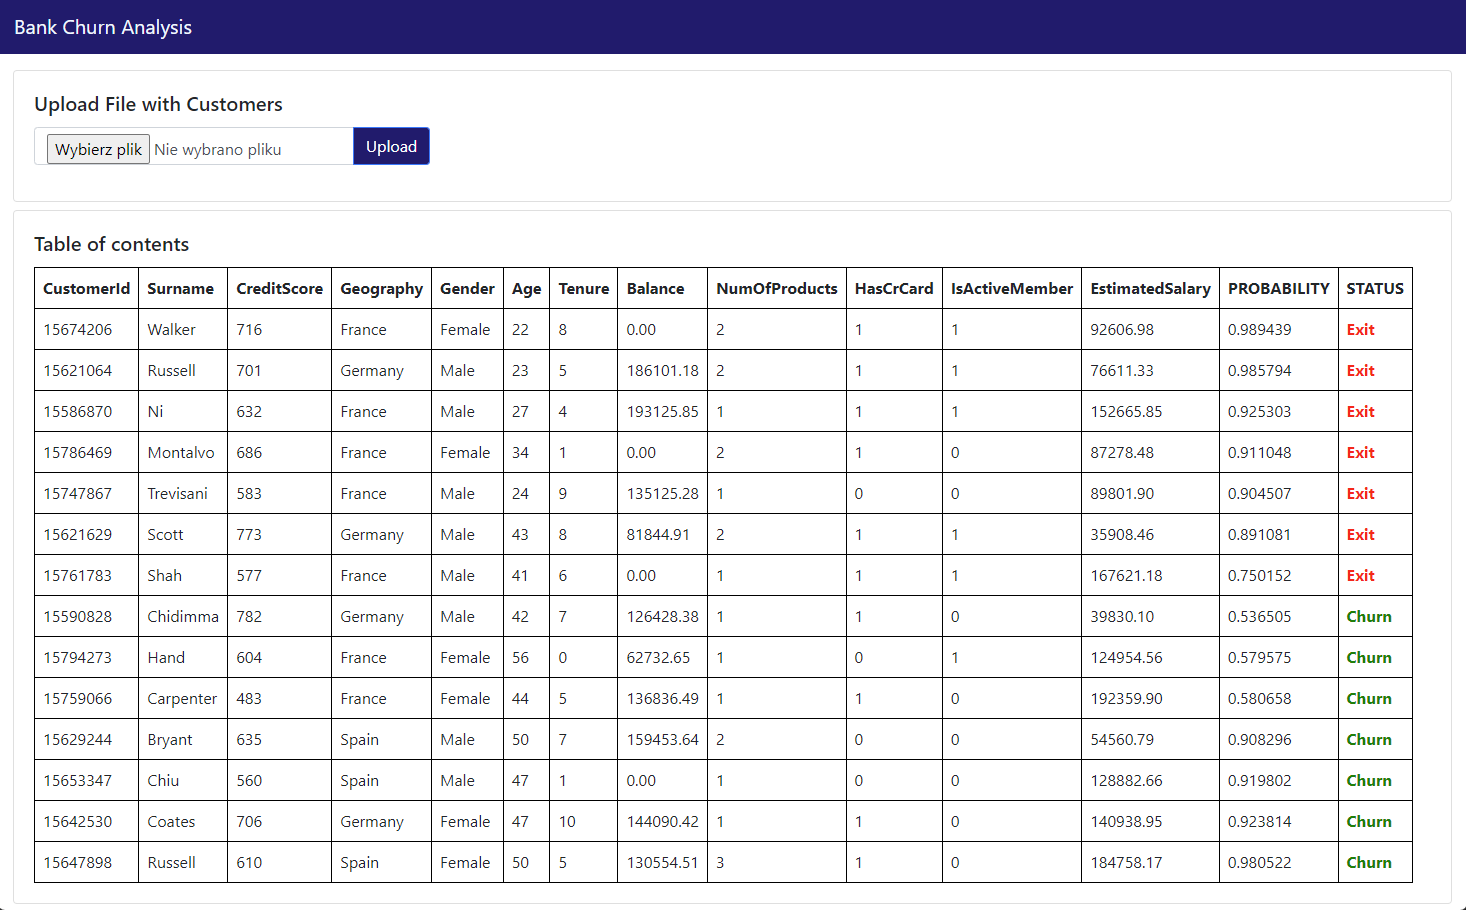 Bank Churn Analysis
Upload File with Customers
Wybierz plik Nie wybrano pliku Upload
Table of contents
CustomerId Surname CreditScore Geography Gender Age Tenure Balance NumOfProducts HasCrCard IsActiveMember EstimatedSalary PROBABILITY STATUS
15674206 Walker 716 France Female 22 8 0.00 2 1 1 92606.98 0.989439 Exit
15621064 Russell 701 Germany Male 23 5 186101.18 2 1 1 76611.33 0.985794 Exit
15586870 Ni 632 France Male 27 4 193125.85 1 1 1 152665.85 0.925303 Exit
15786469 Montalvo 686 France Female 34 1 0.00 2 1 0 87278.48 0.911048 Exit
15747867 Trevisani 583 France Male 24 9 135125.28 1 0 0 89801.90 0.904507 Exit
15621629 Scott 773 Germany Male 43 8 81844.91 2 1 1 35908.46 0.891081 Exit
15761783 Shah 577 France Male 41 6 0.00 1 1 1 167621.18 0.750152 Exit
15590828 Chidimma 782 Germany Male 42 7 126428.38 1 1 0 39830.10 0.536505 Churn
15794273 Hand 604 France Female 56 0 62732.65 1 0 1 124954.56 0.579575 Churn
15759066 Carpenter 483 France Female 44 5 136836.49 1 1 0 192359.90 0.580658 Churn
15629244 Bryant 635 Spain Male 50 7 159453.64 2 0 0 54560.79 0.908296 Churn
15653347 Chiu 560 Spain Male 47 1 0.00 1 0 0 128882.66 0.919802 Churn
15642530 Coates 706 Germany Female 47 10 144090.42 1 1 0 140938.95 0.923814 Churn
15647898 Russell 610 Spain Female 50 5 130554.51 3 1 0 184758.17 0.980522 Churn